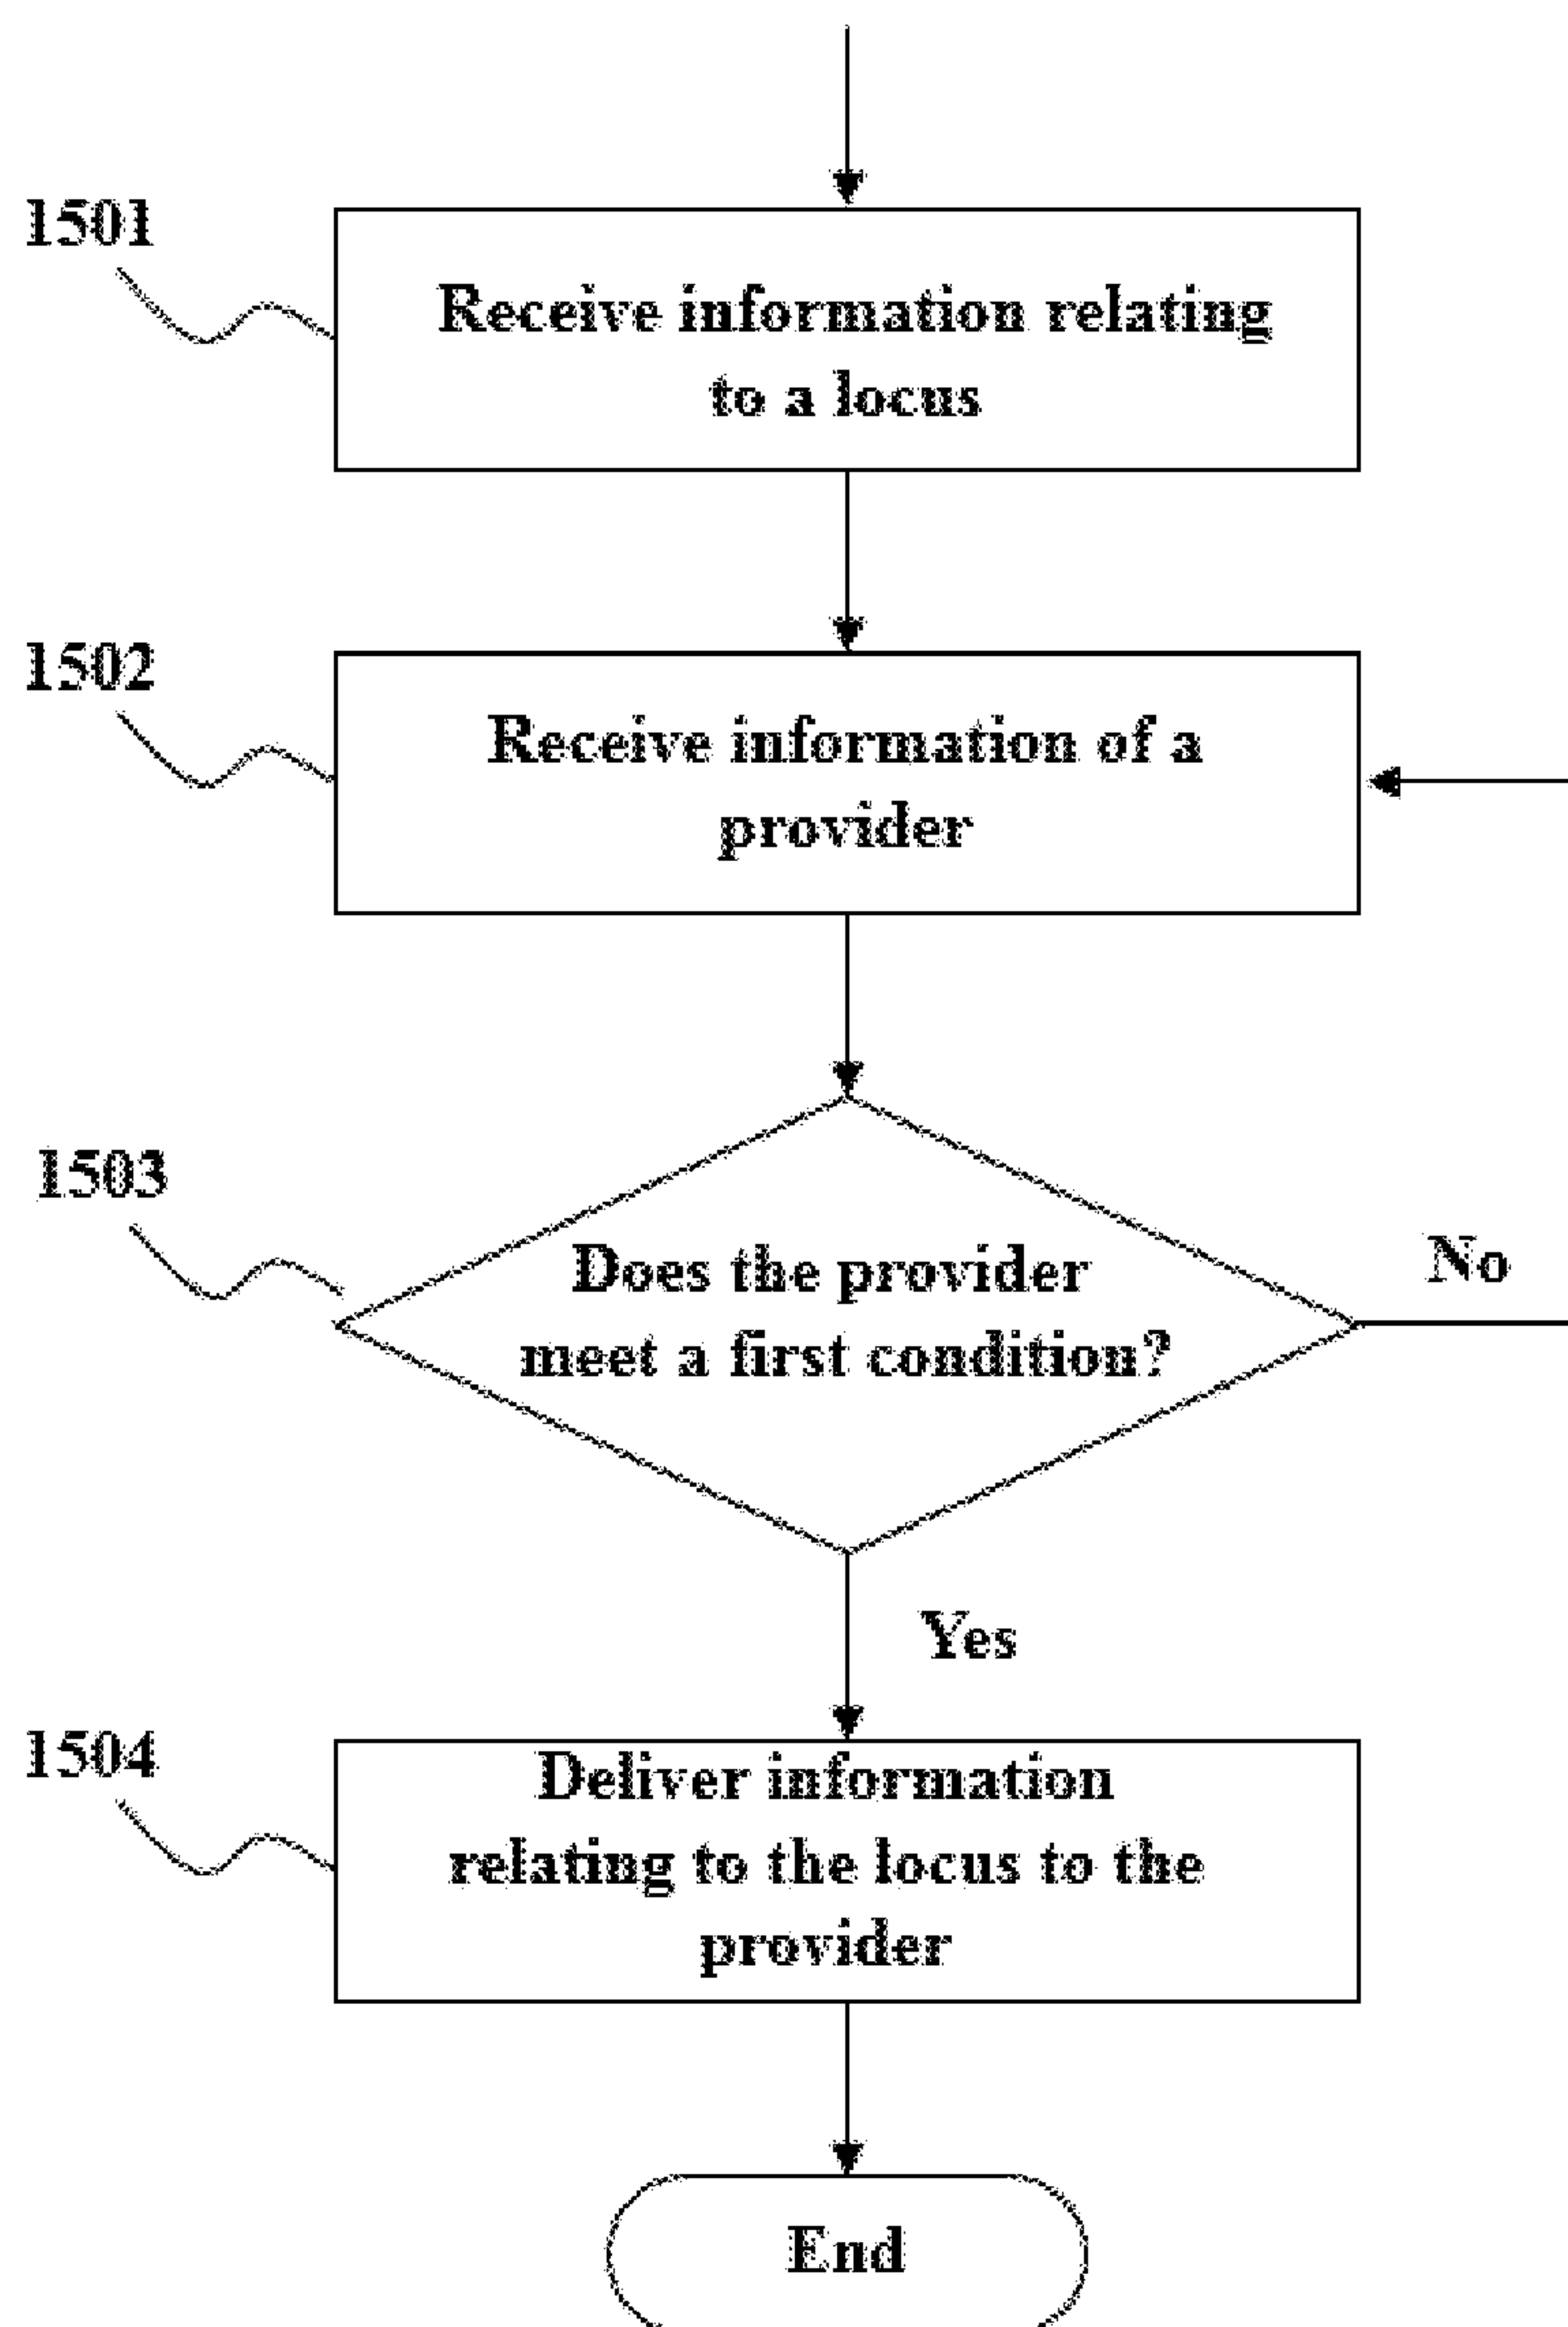 1501
Receive information relating
to a locus
1502
Receive information of a
provider
1503
Does the provider
meet a first condition?
No
Yes
1504
Deliver information
relating to the locus to the
provider
End